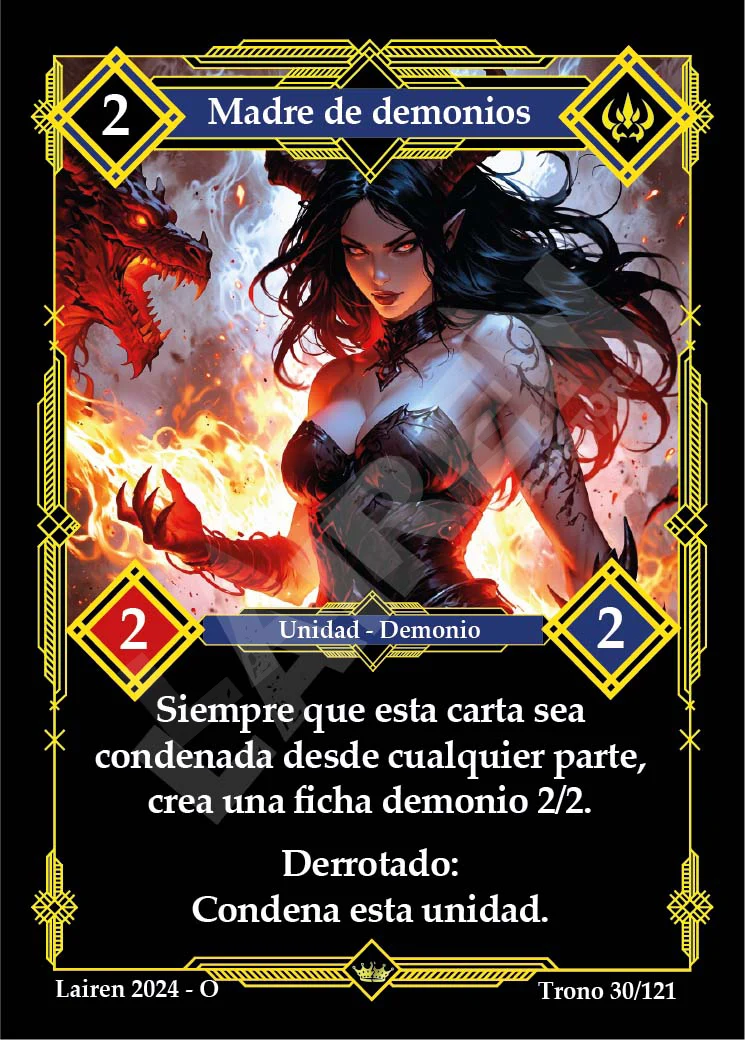 2
Madre de demonios
2
Unidad - Demonio
2
Siempre que esta carta sea
condenada desde cualquier parte,
crea una ficha demonio 2/2.
Derrotado:
Condena esta unidad.
Lairen 2024 - O
Trono 30/121
LAIREN